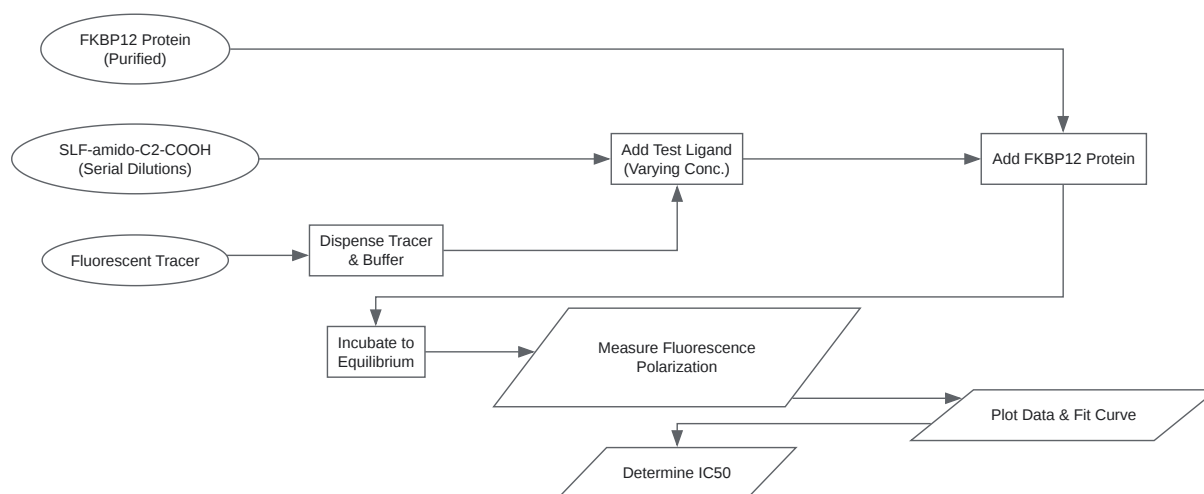 FKBP12 Protein
(Purified)
SLF-amido-C2-COOH
(Serial Dilutions)
Add Test Ligand
(Varying Conc.)
Add FKBP12 Protein
Fluorescent Tracer
Dispense Tracer
& Buffer
Incubate to
Equilibrium
Measure Fluorescence
Polarization
Plot Data & Fit Curve
Determine IC50